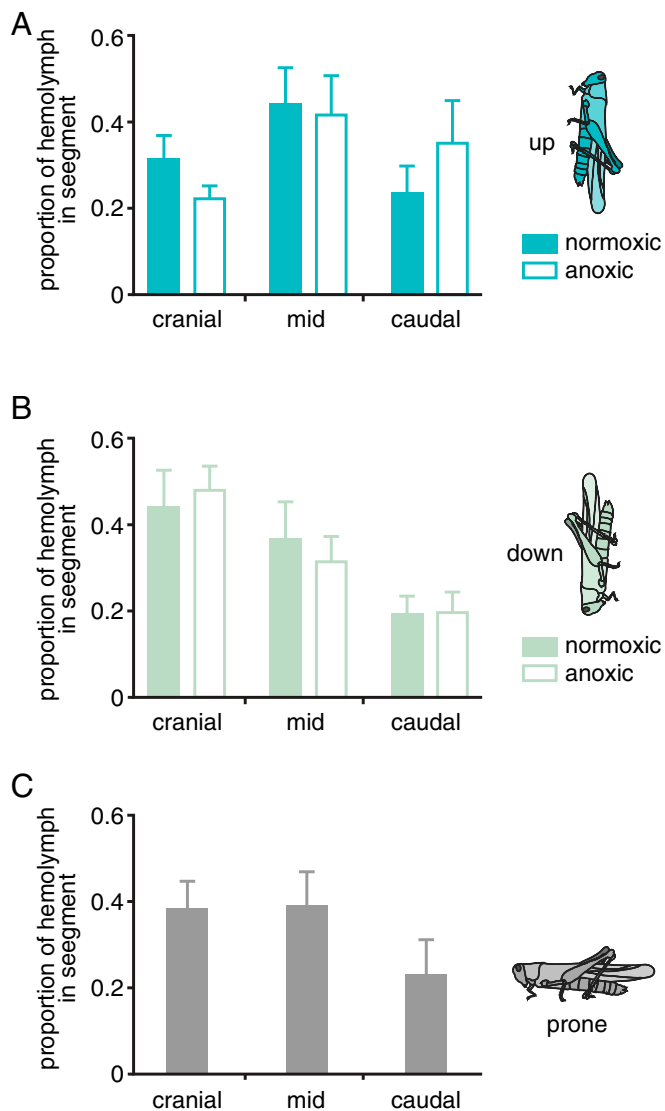 A
proportion of hemolymph
in seegment
0.6
0.4
0.2
0
cranial mid caudal
up
normoxic
anoxic
B
proportion of hemolymph
in seegment
0.6
0.4
0.2
0
cranial mid caudal
down
normoxic
anoxic
C
proportion of hemolymph
in seegment
0.6
0.4
0.2
0
cranial mid caudal
prone